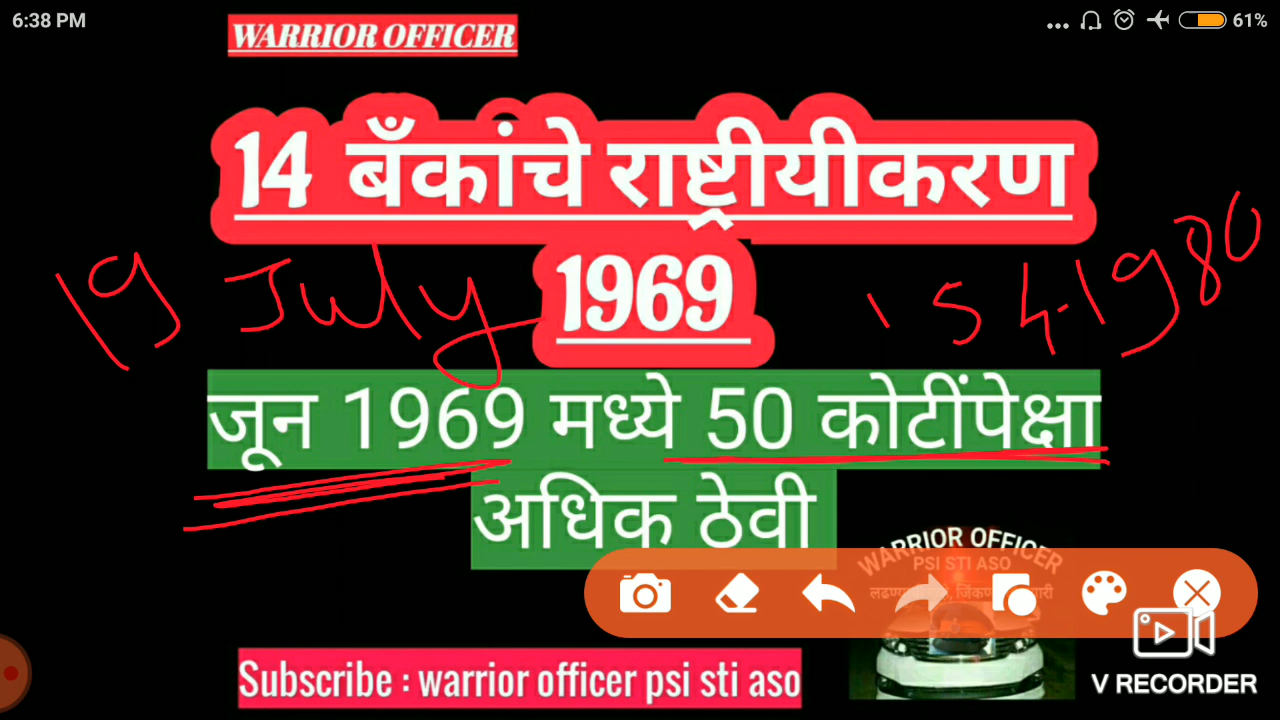 6:38 PM
61%
WARRIOR OFFICER
14 बँकांचे राष्ट्रीयीकरण
19 July 1969 15 4.1980
जून 1969 मध्ये 50 कोटींपेक्षा
अधिक ठेवी
WARRIOR OFFICER
PSI STI ASO
Subscribe : warrior officer psi sti aso
V RECORDER